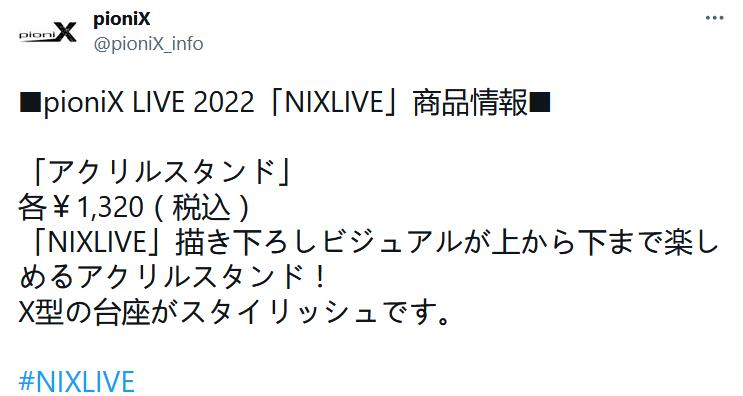 pioniX
pioniX
@pioniX_info
■pioniX LIVE 2022「NIXLIVE」商品情報■
「アクリルスタンド」
各￥1,320（税込）
「NIXLIVE」描き下ろしビジュアルが上から下まで楽し
めるアクリルスタンド！
X型の台座がスタイリッシュです。
#NIXLIVE